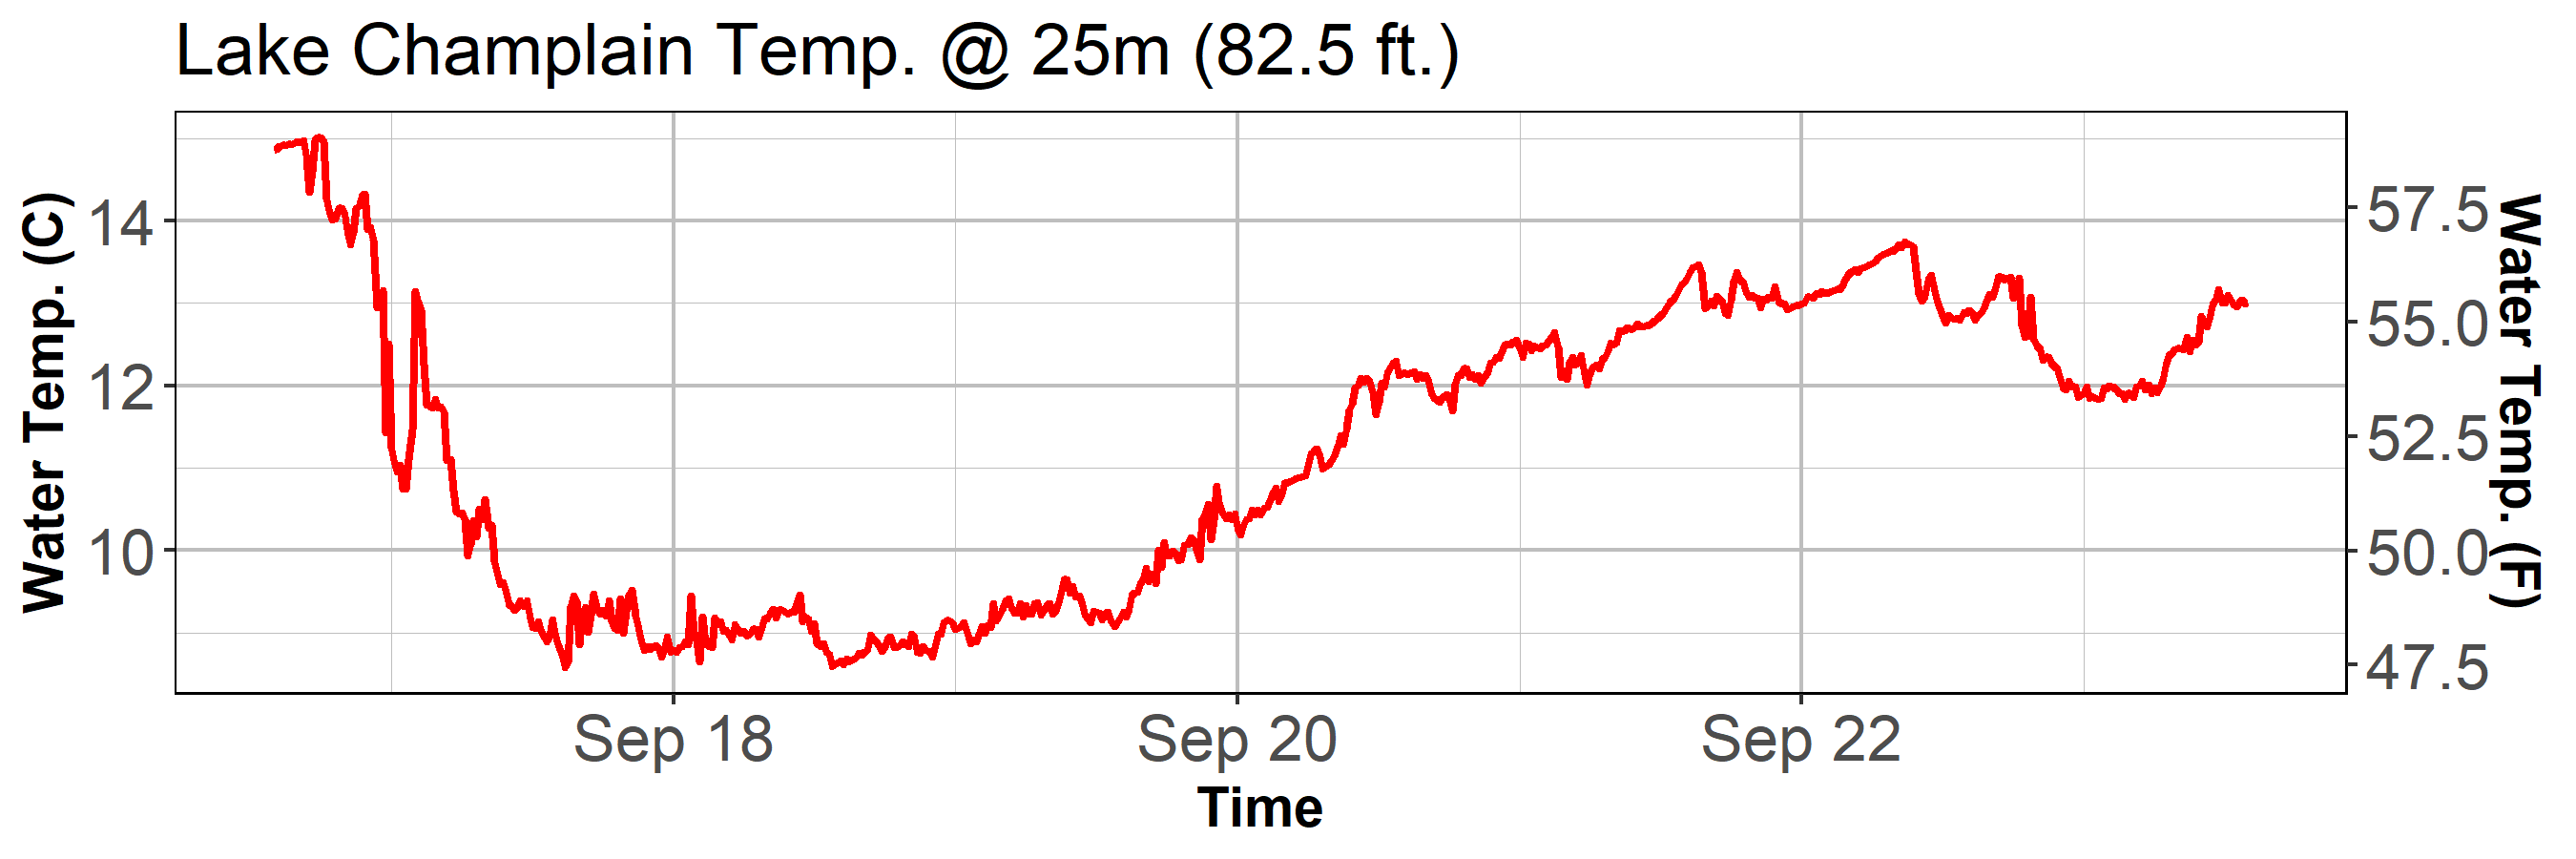 Lake Champlain Temp. @ 25m (82.5 ft.)
Water Temp. (C)
14
12
10
57.5
55.0
52.5
50.0
47.5
Water Temp. (F)
Sep 18
Sep 20
Sep 22
Time